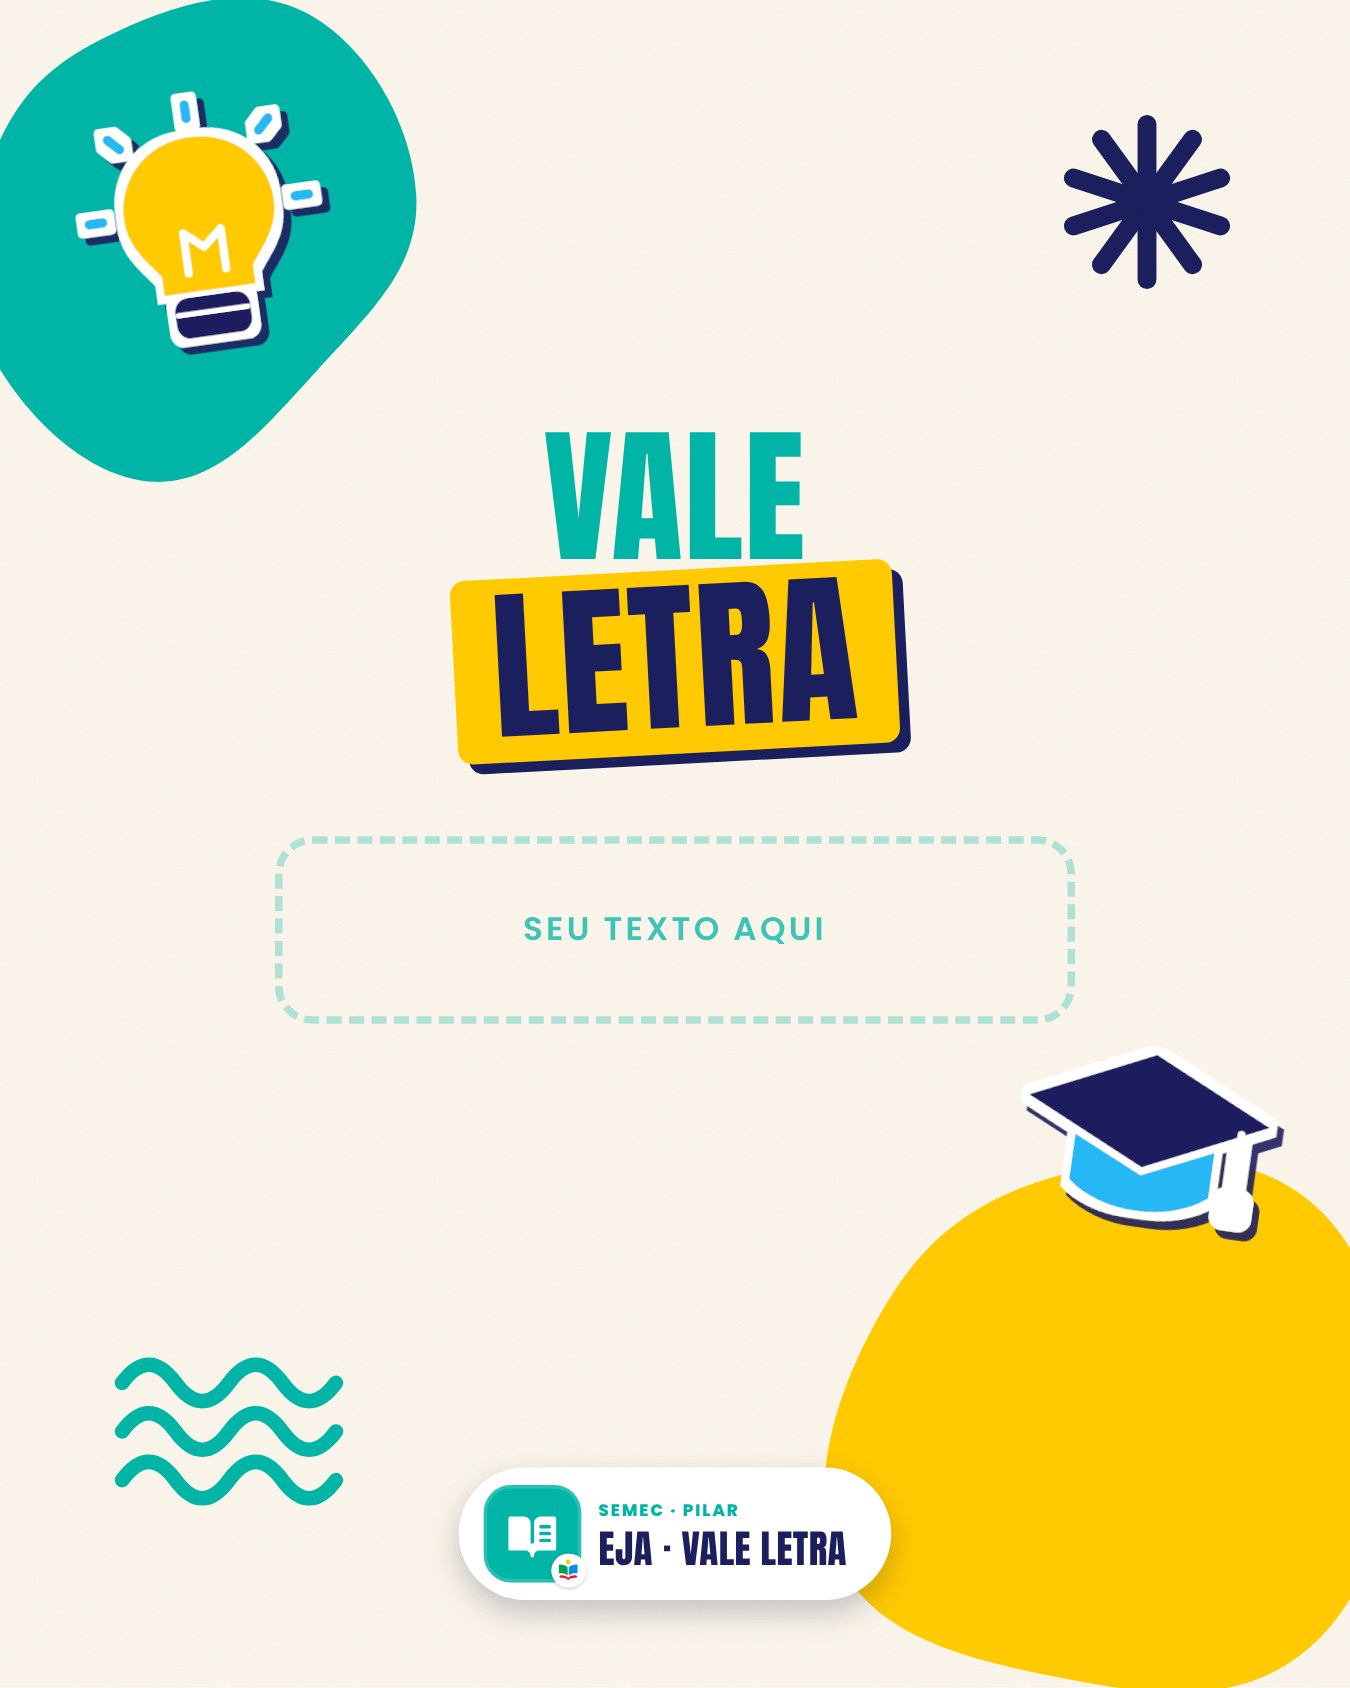 VALE
LETRA
SEU TEXTO AQUI
SEMEC · PILAR
EJA · VALE LETRA